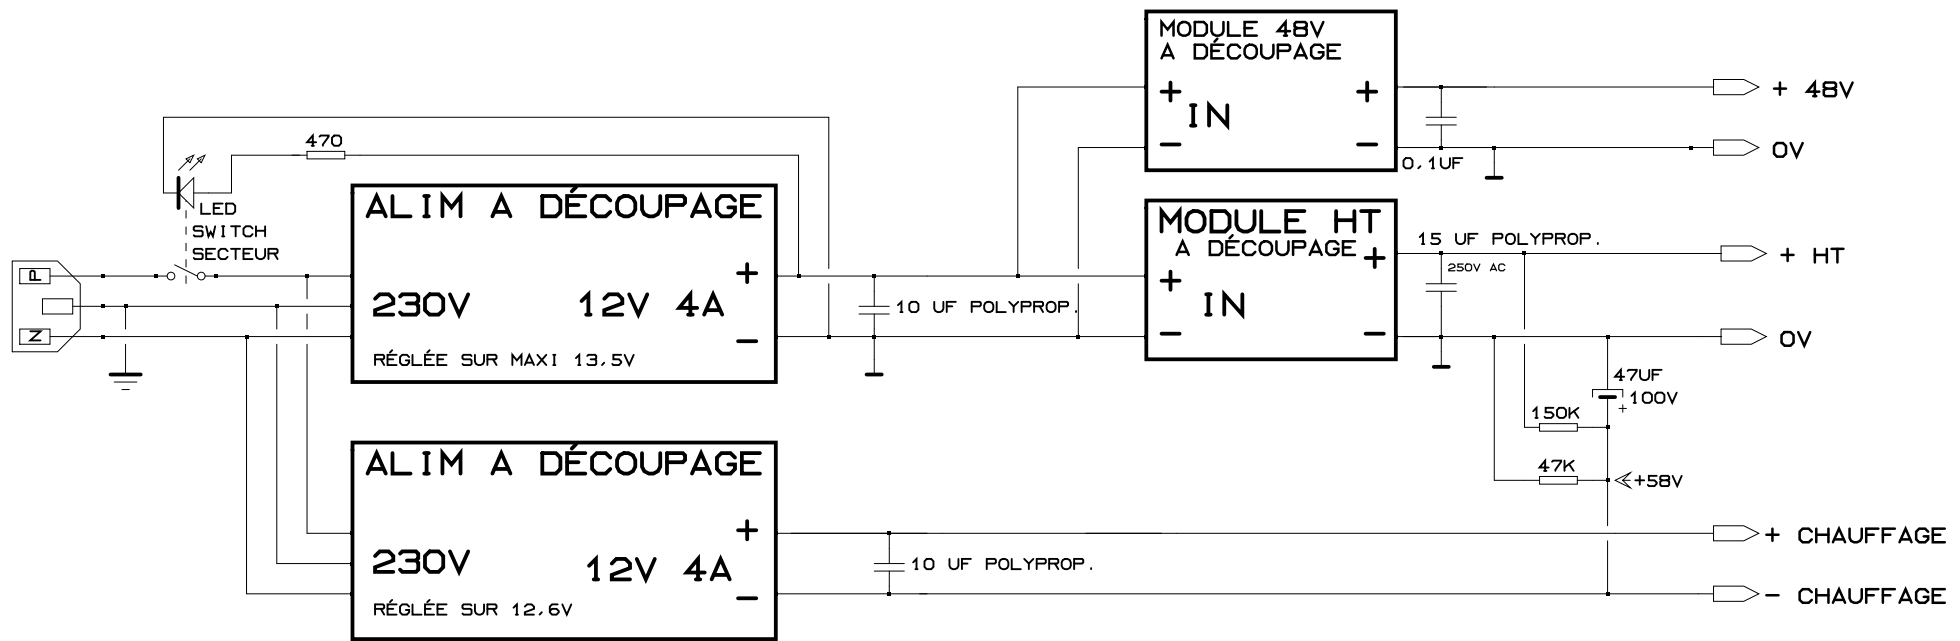 MODULE 48V
A DÉCOUPAGE
+ +
IN
- -
+ 48V
0V
0,1UF
470
LED
SWITCH
SECTEUR
P
N
ALIM A DÉCOUPAGE
+
230V 12V 4A
-
RÉGLÉE SUR MAXI 13,5V
10 UF POLYPROP.
MODULE HT
A DÉCOUPAGE
+ +
IN
- -
15 UF POLYPROP.
250V AC
+ HT
0V
47UF
100V
+
150K
47K
+58V
ALIM A DÉCOUPAGE
+
230V 12V 4A
-
RÉGLÉE SUR 12,6V
10 UF POLYPROP.
+ CHAUFFAGE
- CHAUFFAGE